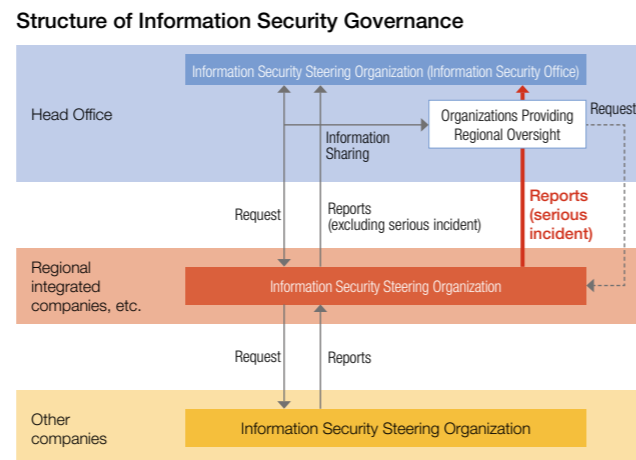 Structure of Information Security Governance
Information Security Steering Organization (Information Security Office)
Head Office
Organizations Providing
Regional Oversight
Request
Information
Sharing
Reports
(serious
incident)
Request
Reports
(excluding serious incident)
Regional
integrated
companies, etc.
Information Security Steering Organization
Request
Reports
Other
companies
Information Security Steering Organization